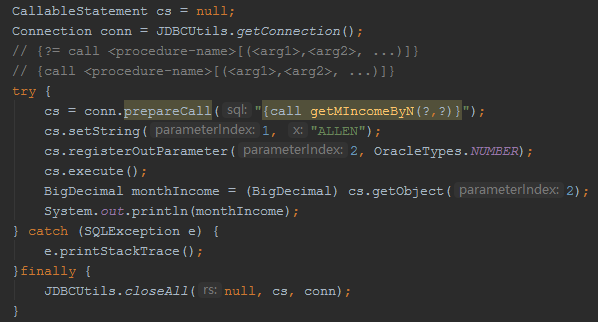 CallableStatement cs = null;
Connection conn = JDBCUtils.getConnection();
// {?= call <procedure-name>[(<arg1>,<arg2>, ...)]}
// {call <procedure-name>[(<arg1>,<arg2>, ...)]}
try {
    cs = conn.prepareCall( sql: "{call getMIncomeByN(?,?)}");
    cs.setString( parameterIndex: 1, x: "ALLEN");
    cs.registerOutParameter( parameterIndex: 2, OracleTypes.NUMBER);
    cs.execute();
    BigDecimal monthIncome = (BigDecimal) cs.getObject( parameterIndex: 2);
    System.out.println(monthIncome);
} catch (SQLException e) {
    e.printStackTrace();
}finally {
    JDBCUtils.closeAll( rs: null, cs, conn);
}